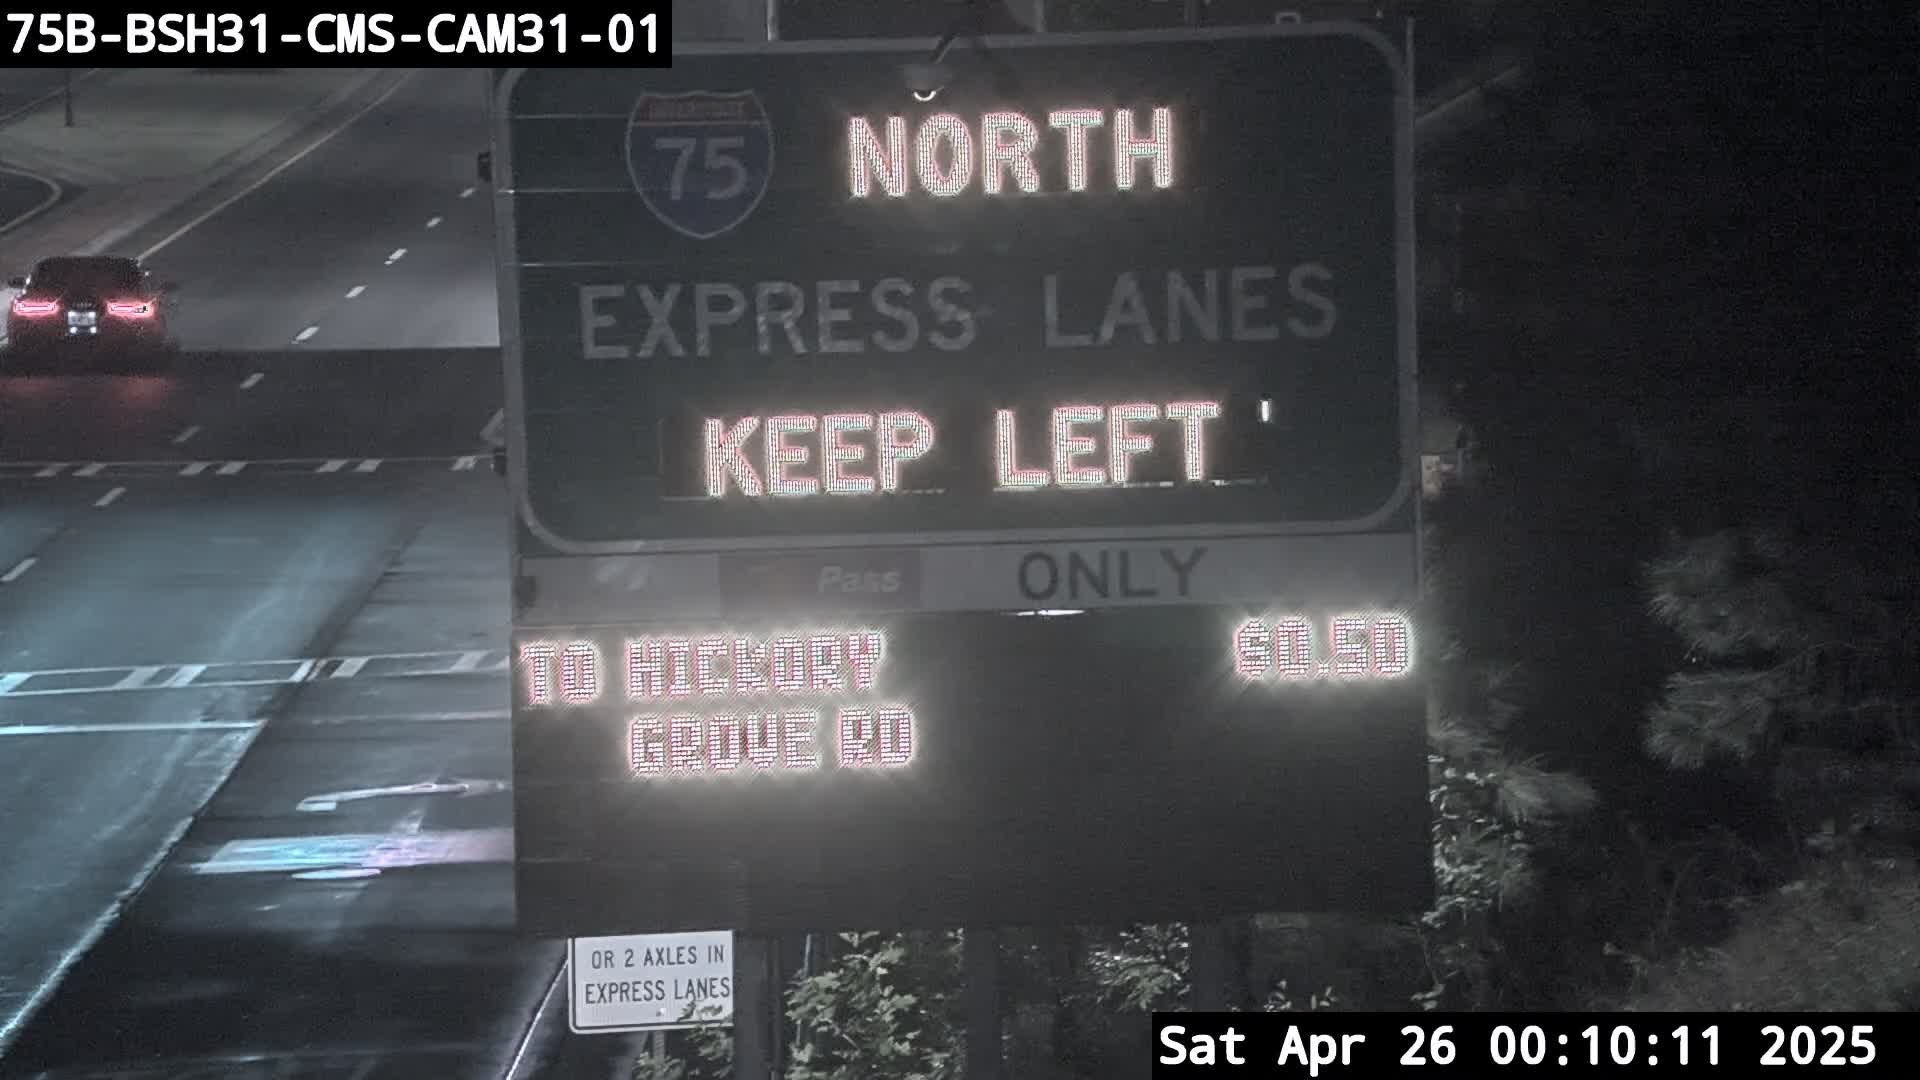 75B-BSH31-CMS-CAM31-01
75 NORTH
EXPRESS LANES
KEEP LEFT
Pass ONLY
TO HICKORY $0.50
GROVE RD
OR 2 AXLES IN
EXPRESS LANES
Sat Apr 26 00:10:11 2025